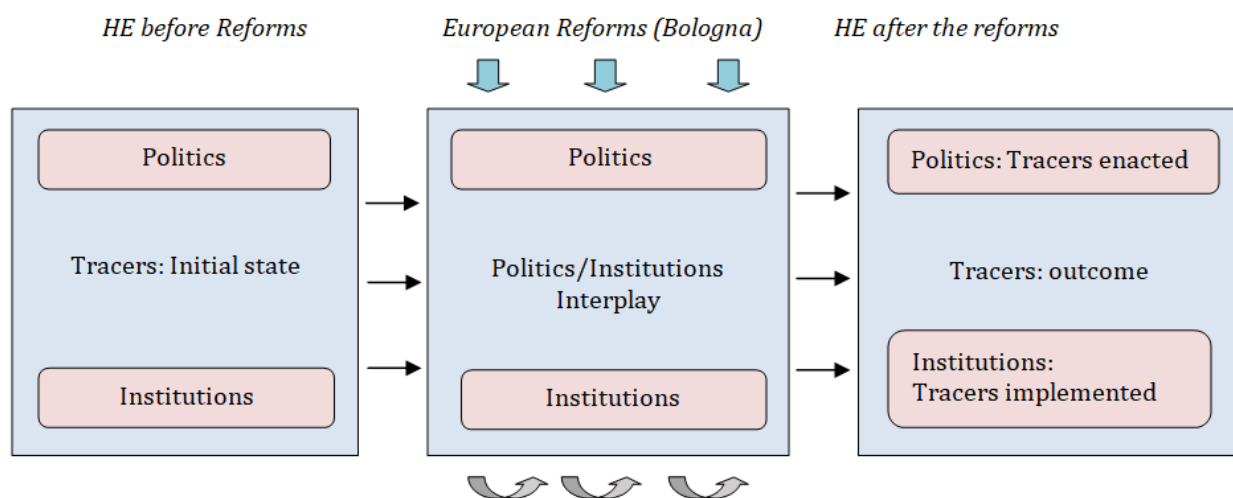 HE before Reforms
European Reforms (Bologna)
HE after the reforms
Politics
Tracers: Initial state
Institutions
Politics
Politics/Institutions
Interplay
Institutions
Politics: Tracers enacted
Tracers: outcome
Institutions:
Tracers implemented